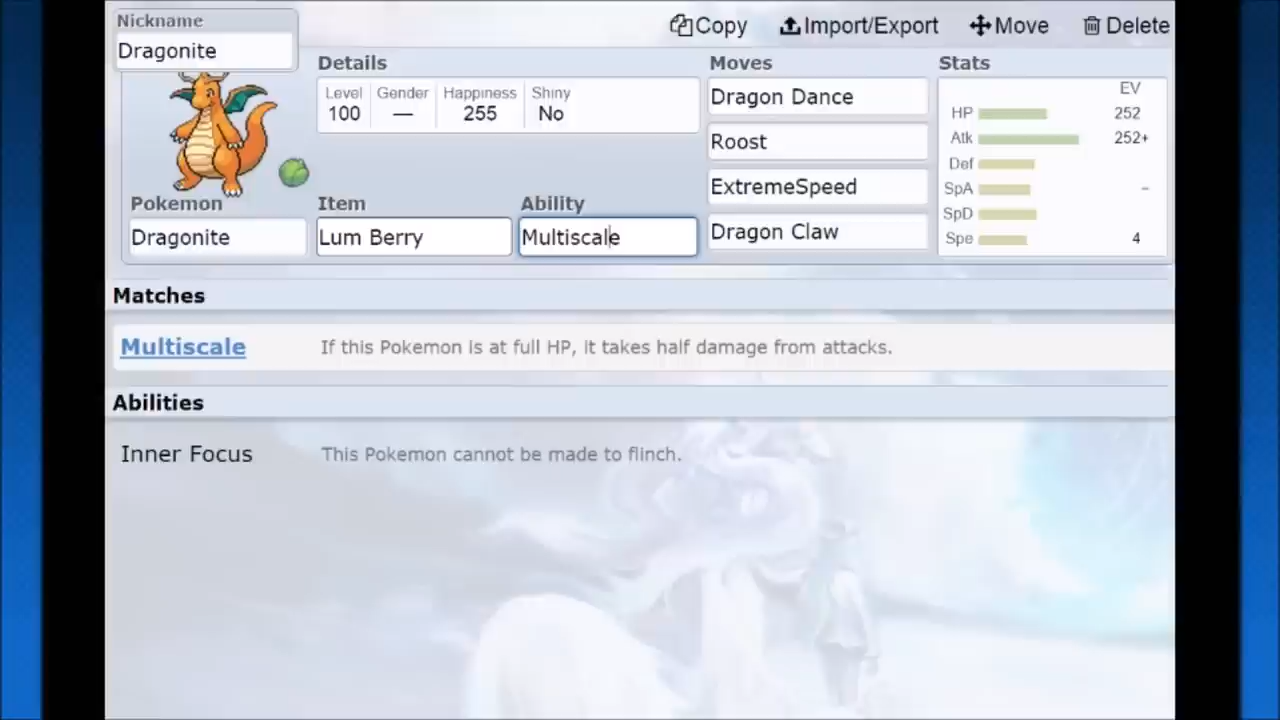 Nickname
Dragonite
Copy
Import/Export
Move
Delete
Details
Level
100
Gender
—
Happiness
255
Shiny
No
Pokemon
Dragonite
Item
Lum Berry
Ability
Multiscale
Moves
Dragon Dance
Roost
ExtremeSpeed
Dragon Claw
Stats
EV
HP 252
Atk 252+
Def
SpA –
SpD
Spe 4
Matches
Multiscale If this Pokemon is at full HP, it takes half damage from attacks.
Abilities
Inner Focus This Pokemon cannot be made to flinch.